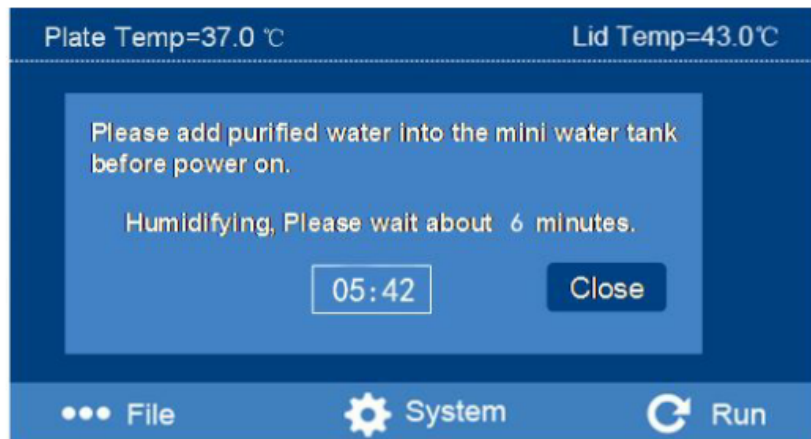 Plate Temp=37.0 ℃
Lid Temp=43.0℃
Please add purified water into the mini water tank
before power on.
Humidifying, Please wait about 6 minutes.
05:42
Close
File
System
Run